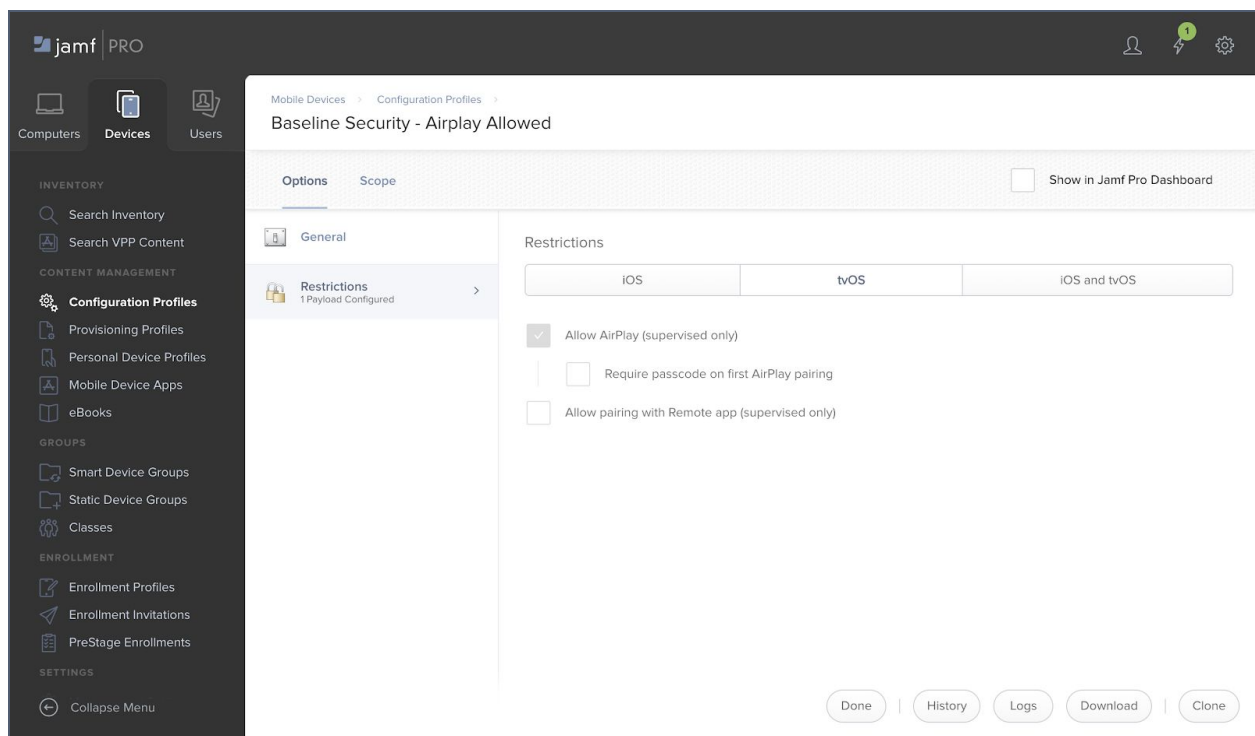 jamf PRO
1
Computers
Devices
Users
INVENTORY
Search Inventory
Search VPP Content
CONTENT MANAGEMENT
Configuration Profiles
Provisioning Profiles
Personal Device Profiles
Mobile Device Apps
eBooks
GROUPS
Smart Device Groups
Static Device Groups
Classes
ENROLLMENT
Enrollment Profiles
Enrollment Invitations
PreStage Enrollments
SETTINGS
Collapse Menu
Mobile Devices > Configuration Profiles >
Baseline Security - Airplay Allowed
Options Scope
Show in Jamf Pro Dashboard
General
Restrictions
1 Payload Configured
Restrictions
iOS tvOS iOS and tvOS
Allow AirPlay (supervised only)
Require passcode on first AirPlay pairing
Allow pairing with Remote app (supervised only)
Done History Logs Download Clone